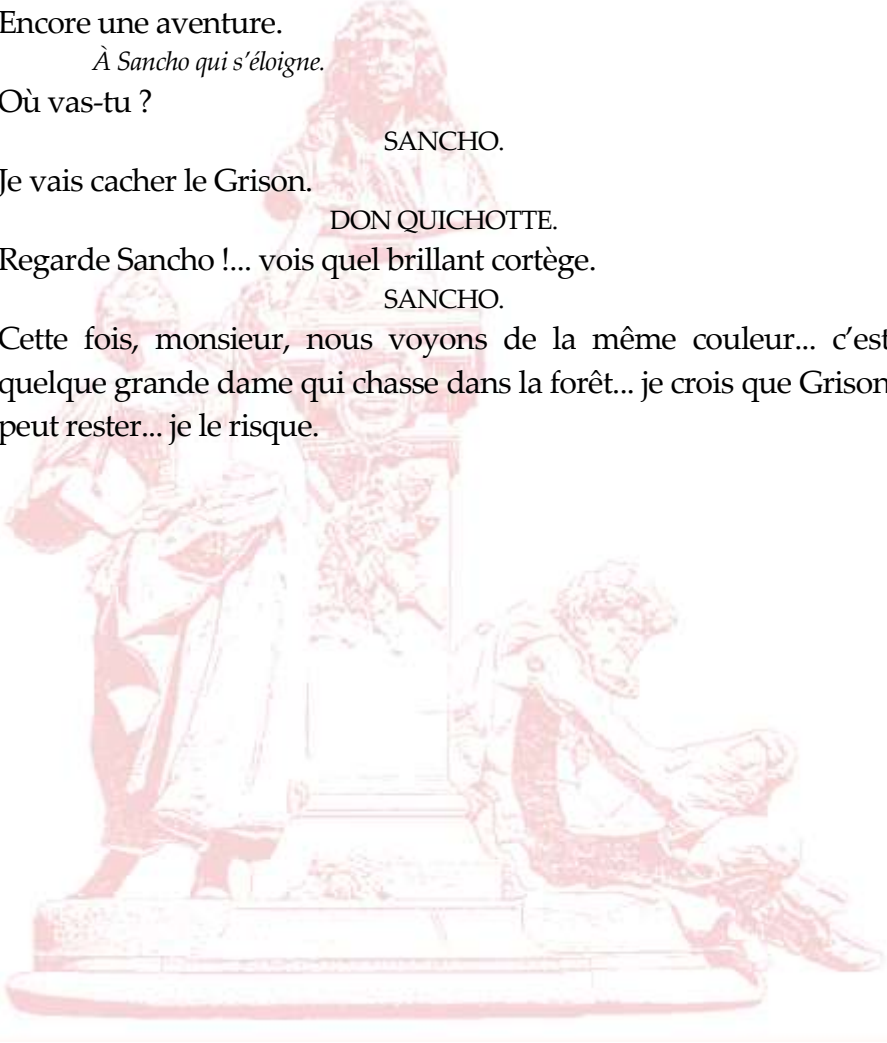 Encore une aventure.
À Sancho qui s’éloigne.
Où vas-tu ?
SANCHO.
Je vais cacher le Grison.
DON QUICHOTTE.
Regarde Sancho !... vois quel brillant cortège.
SANCHO.
Cette fois, monsieur, nous voyons de la même couleur... c’est
quelque grande dame qui chasse dans la forêt... je crois que Grison
peut rester... je le risque.